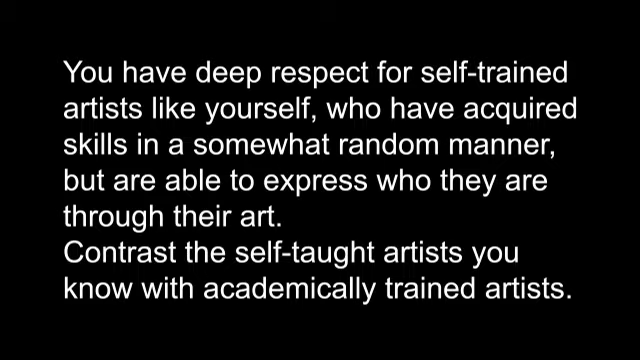 You have deep respect for self-trained
artists like yourself, who have acquired
skills in a somewhat random manner,
but are able to express who they are
through their art.
Contrast the self-taught artists you
know with academically trained artists.